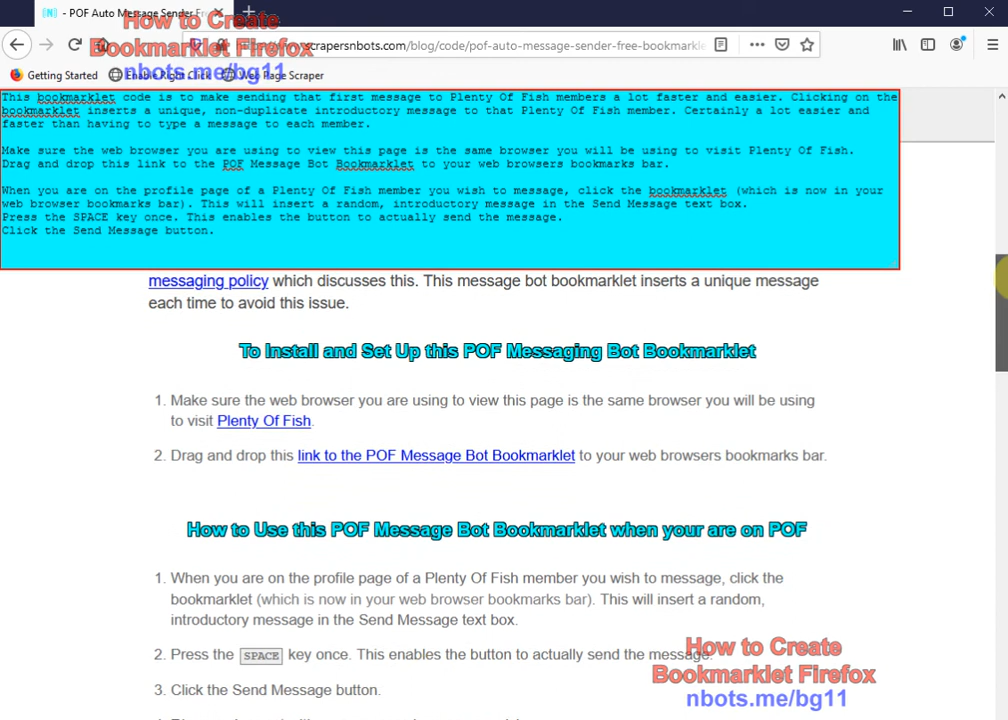 [N] - POF Auto Message Sender Fr
How to Create
Bookmarklet Firefox
nbots.me/bg11
scrapersnbots.com/blog/code/pof-auto-message-sender-free-bookmarkle
Getting Started
Enable Right Click
Web Page Scraper
This bookmarklet code is to make sending that first message to Plenty Of Fish members a lot faster and easier. Clicking on the
bookmarklet inserts a unique, non-duplicate introductory message to that Plenty Of Fish member. Certainly a lot easier and
faster than having to type a message to each member.
Make sure the web browser you are using to view this page is the same browser you will be using to visit Plenty Of Fish.
Drag and drop this link to the POF Message Bot Bookmarklet to your web browsers bookmarks bar.
When you are on the profile page of a Plenty Of Fish member you wish to message, click the bookmarklet (which is now in your
web browser bookmarks bar). This will insert a random, introductory message in the Send Message text box.
Press the SPACE key once. This enables the button to actually send the message.
Click the Send Message button.
messaging policy which discusses this. This message bot bookmarklet inserts a unique message
each time to avoid this issue.
To Install and Set Up this POF Messaging Bot Bookmarklet
1. Make sure the web browser you are using to view this page is the same browser you will be using
to visit Plenty Of Fish.
2. Drag and drop this link to the POF Message Bot Bookmarklet to your web browsers bookmarks bar.
How to Use this POF Message Bot Bookmarklet when your are on POF
1. When you are on the profile page of a Plenty Of Fish member you wish to message, click the
bookmarklet (which is now in your web browser bookmarks bar). This will insert a random,
introductory message in the Send Message text box.
2. Press the SPACE key once. This enables the button to actually send the message.
3. Click the Send Message button.
How to Create
Bookmarklet Firefox
nbots.me/bg11